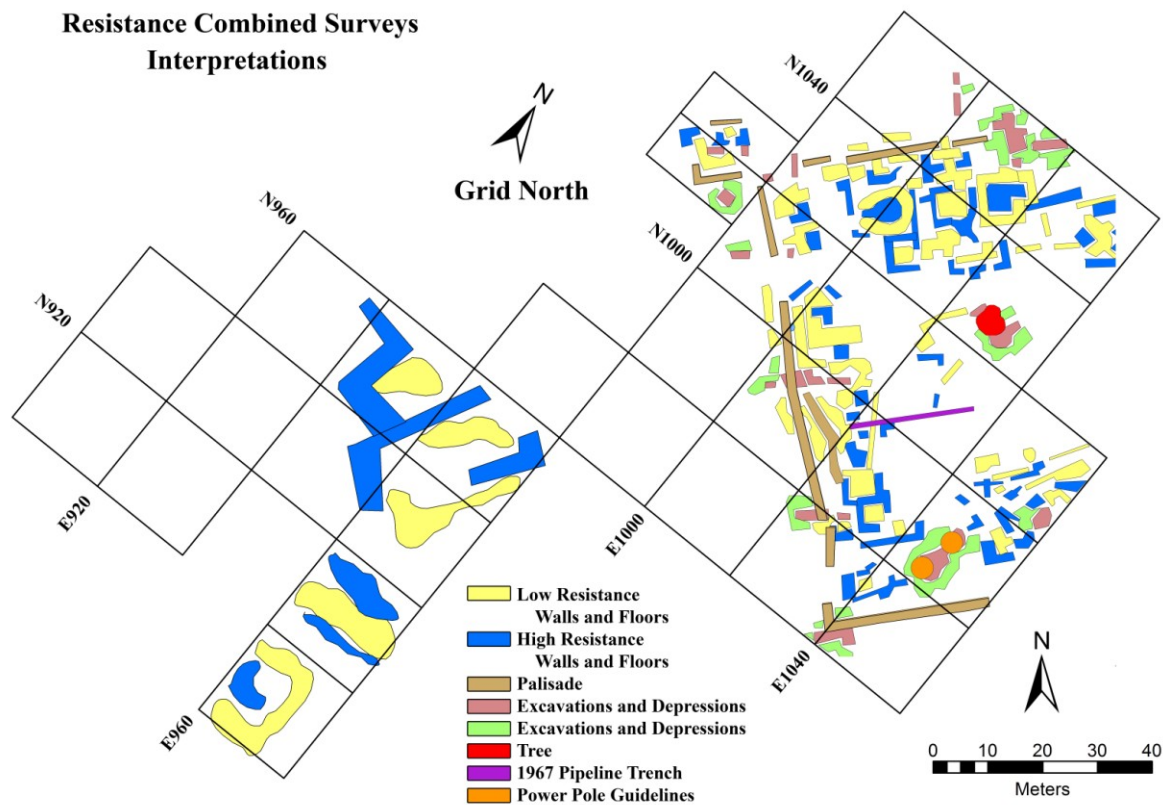 Resistance Combined Surveys
Interpretations
N
Grid North
N1040
N1000
N960
N920
E920
E960
E1000
E1040
Low Resistance
Walls and Floors
High Resistance
Walls and Floors
Palisade
Excavations and Depressions
Excavations and Depressions
Tree
1967 Pipeline Trench
Power Pole Guidelines
N
0 10 20 30 40
Meters